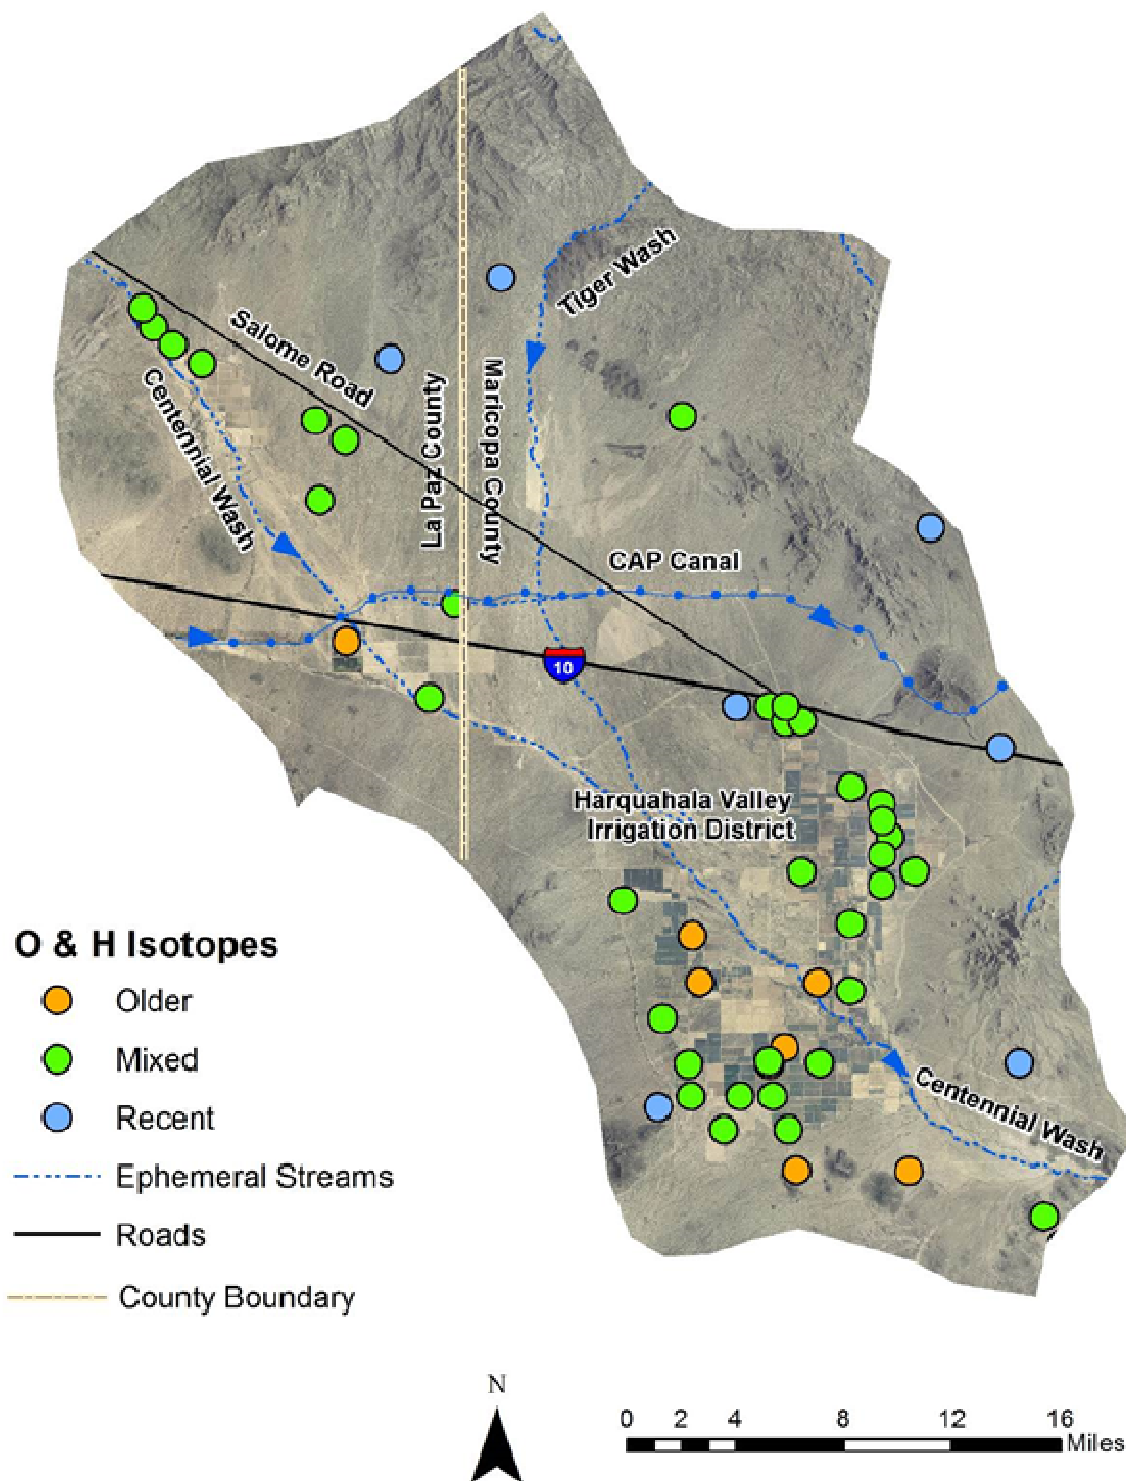 Tiger Wash
Salome Road
Centennial Wash
La Paz County
Maricopa County
CAP Canal
10
Harquahala Valley
Irrigation District
Centennial Wash
O & H Isotopes
Older
Mixed
Recent
Ephemeral Streams
Roads
County Boundary
N
0 2 4 8 12 16
Miles